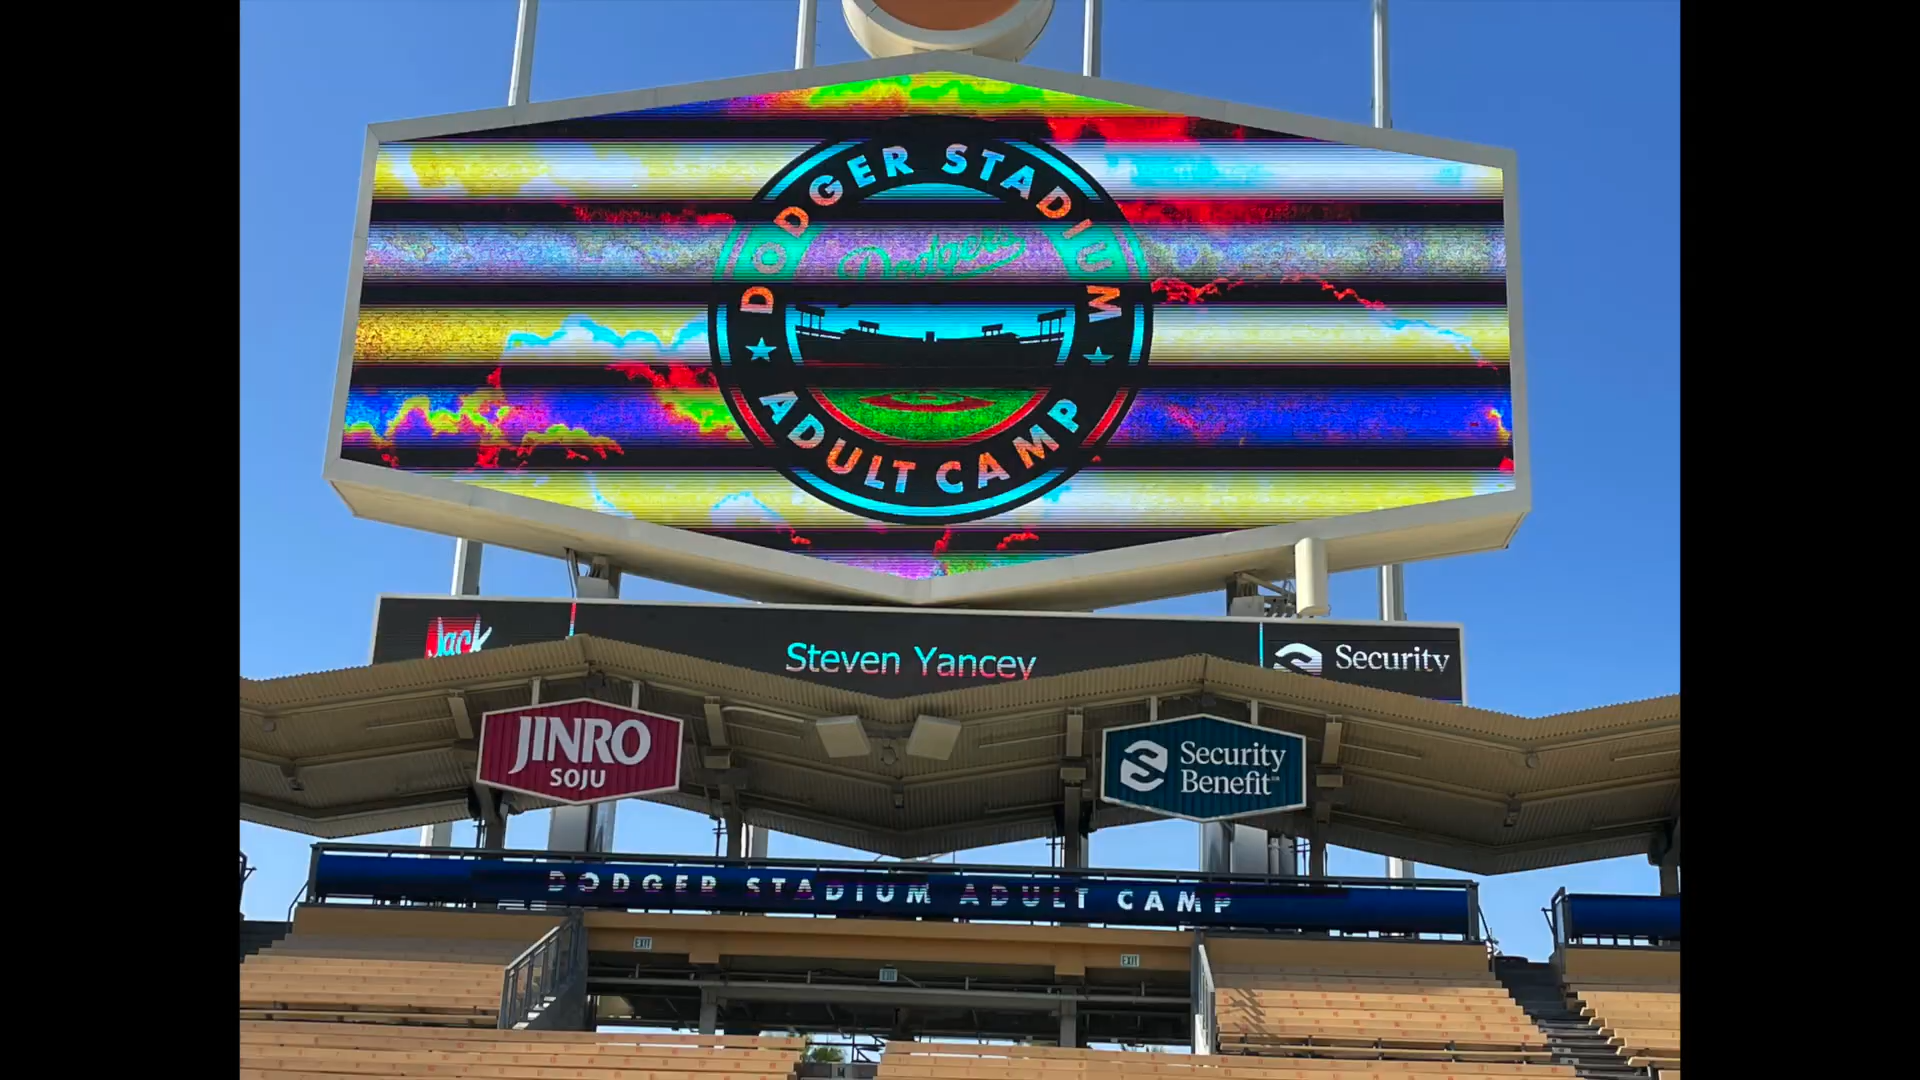 DODGER STADIUM
Dodgers
ADULT CAMP
Jack
Steven Yancey
Security
JINRO
SOJU
Security
Benefit
DODGER STADIUM ADULT CAMP
EXIT
EXIT
EXIT